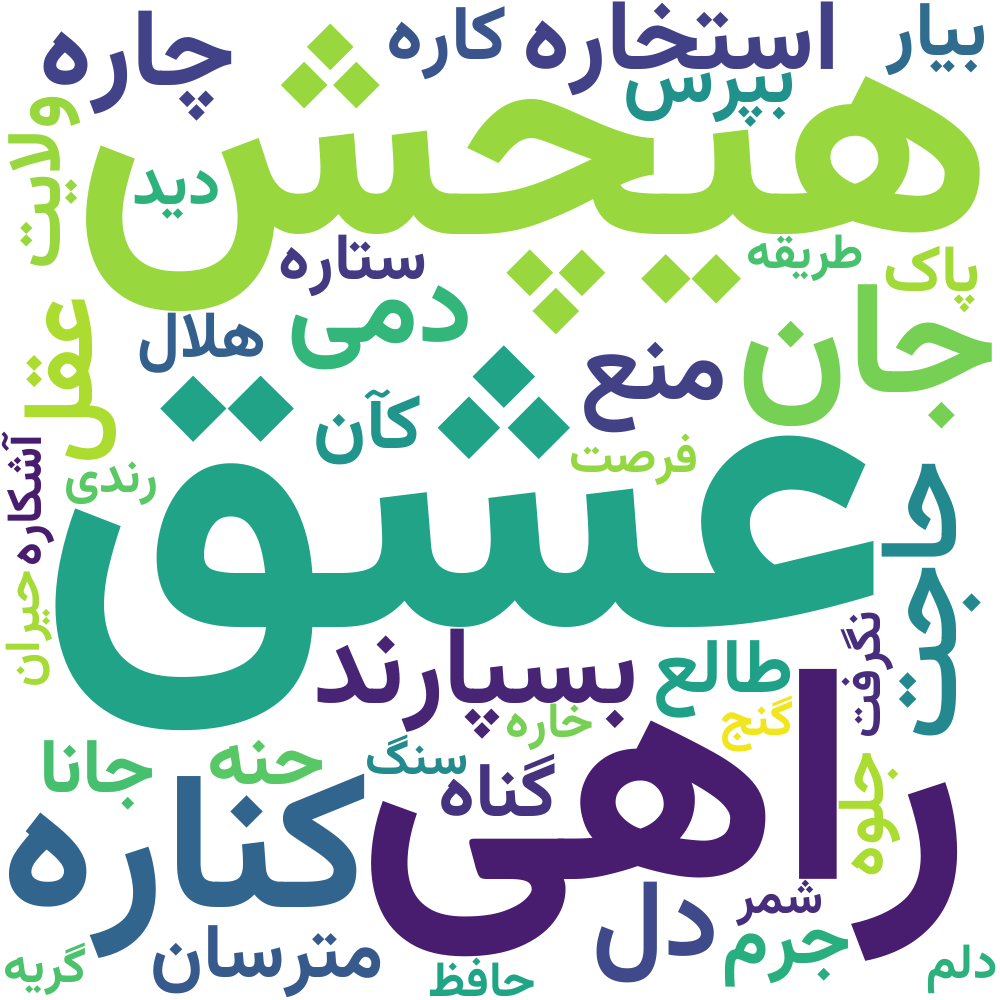 چاره
کاره
استخاره
بیار
بپرس
هیچش
ولایت
دید
ستاره
طریقه
پاک
دمی
جان
هلال
منع
عقل
کآن
عشق
فرصت
رندی
آشکاره
حاجت
حیران
بسپارند
طالع
نگرفت
راهی
خاره
گنج
جانا
حنه
سنگ
گناه
جلوه
کناره
دل
شمر
جرم
مترسان
گریه
حافظ
دلم